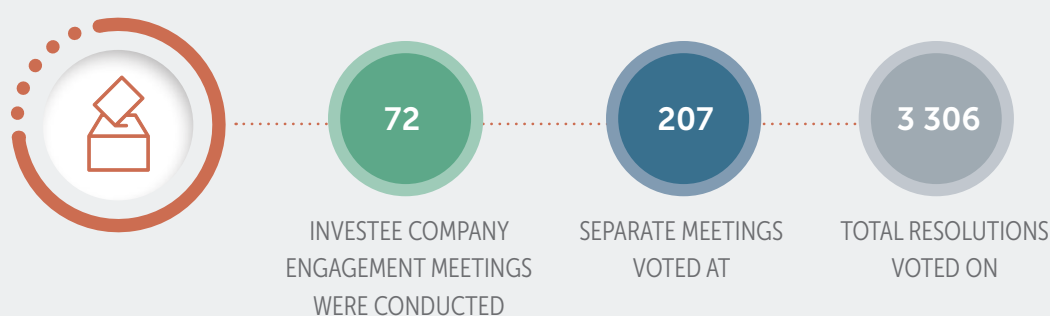 72
INVESTEE COMPANY
ENGAGEMENT MEETINGS
WERE CONDUCTED
207
SEPARATE MEETINGS
VOTED AT
3 306
TOTAL RESOLUTIONS
VOTED ON